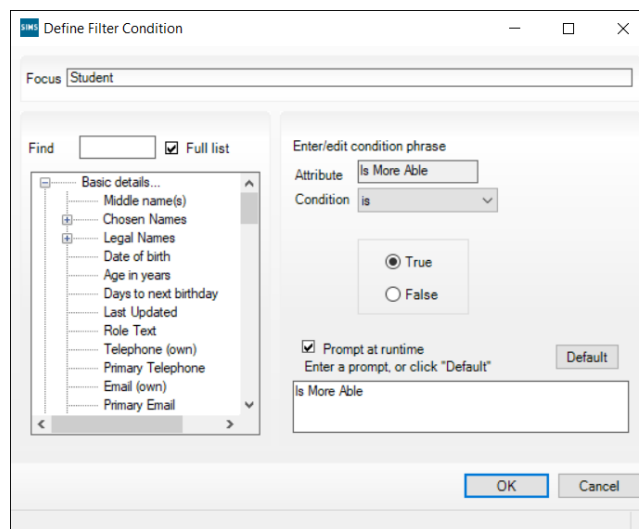 SIMS Define Filter Condition
Focus Student
Find Full list
Basic details...
Middle name(s)
Chosen Names
Legal Names
Date of birth
Age in years
Days to next birthday
Last Updated
Role Text
Telephone (own)
Primary Telephone
Email (own)
Primary Email
Enter/edit condition phrase
Attribute Is More Able
Condition is
True
False
Prompt at runtime
Enter a prompt, or click "Default"
Default
Is More Able
OK Cancel